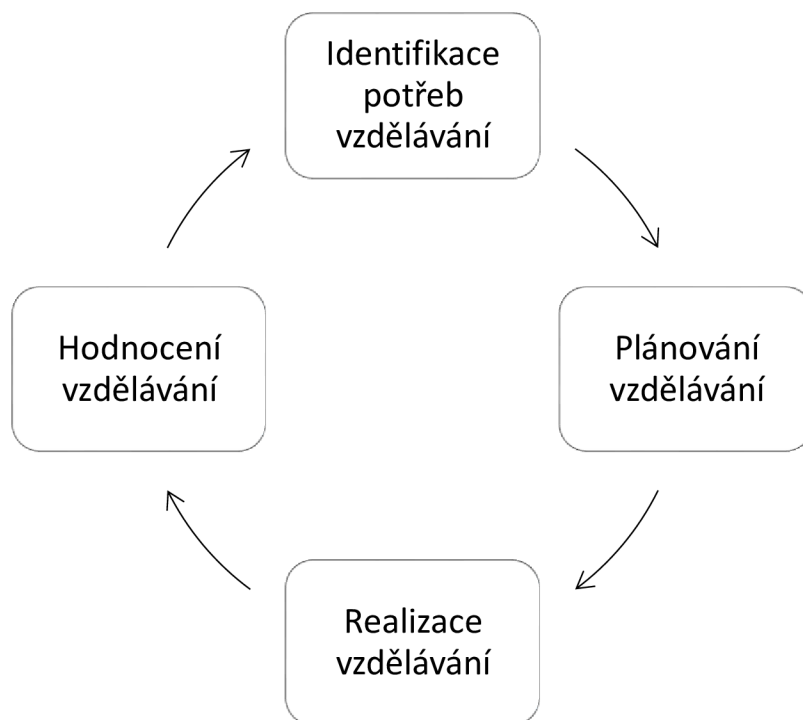 Identifikace
potřeb
vzdělávání
Hodnocení
vzdělávání
Plánování
vzdělávání
Realizace
vzdělávání